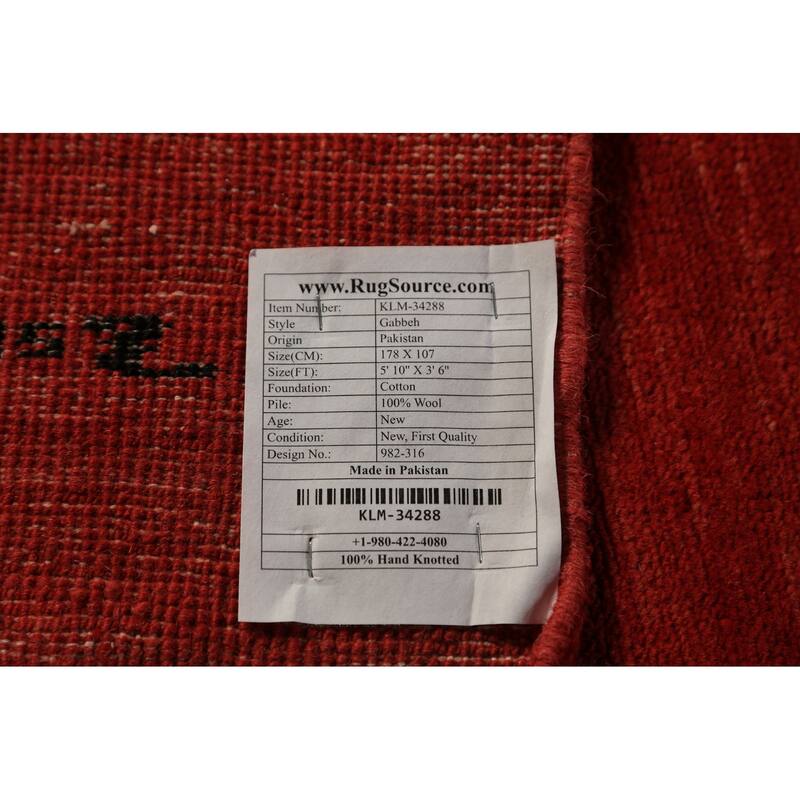 www.RugSource.com
Item Number: KLM-34288
Style Gabbeh
Origin Pakistan
Size(CM): 178 X 107
Size(FT): 5' 10" X 3' 6"
Foundation: Cotton
Pile: 100% Wool
Age: New
Condition: New, First Quality
Design No.: 982-316
Made in Pakistan
KLM-34288
+1-980-422-4080
100% Hand Knotted